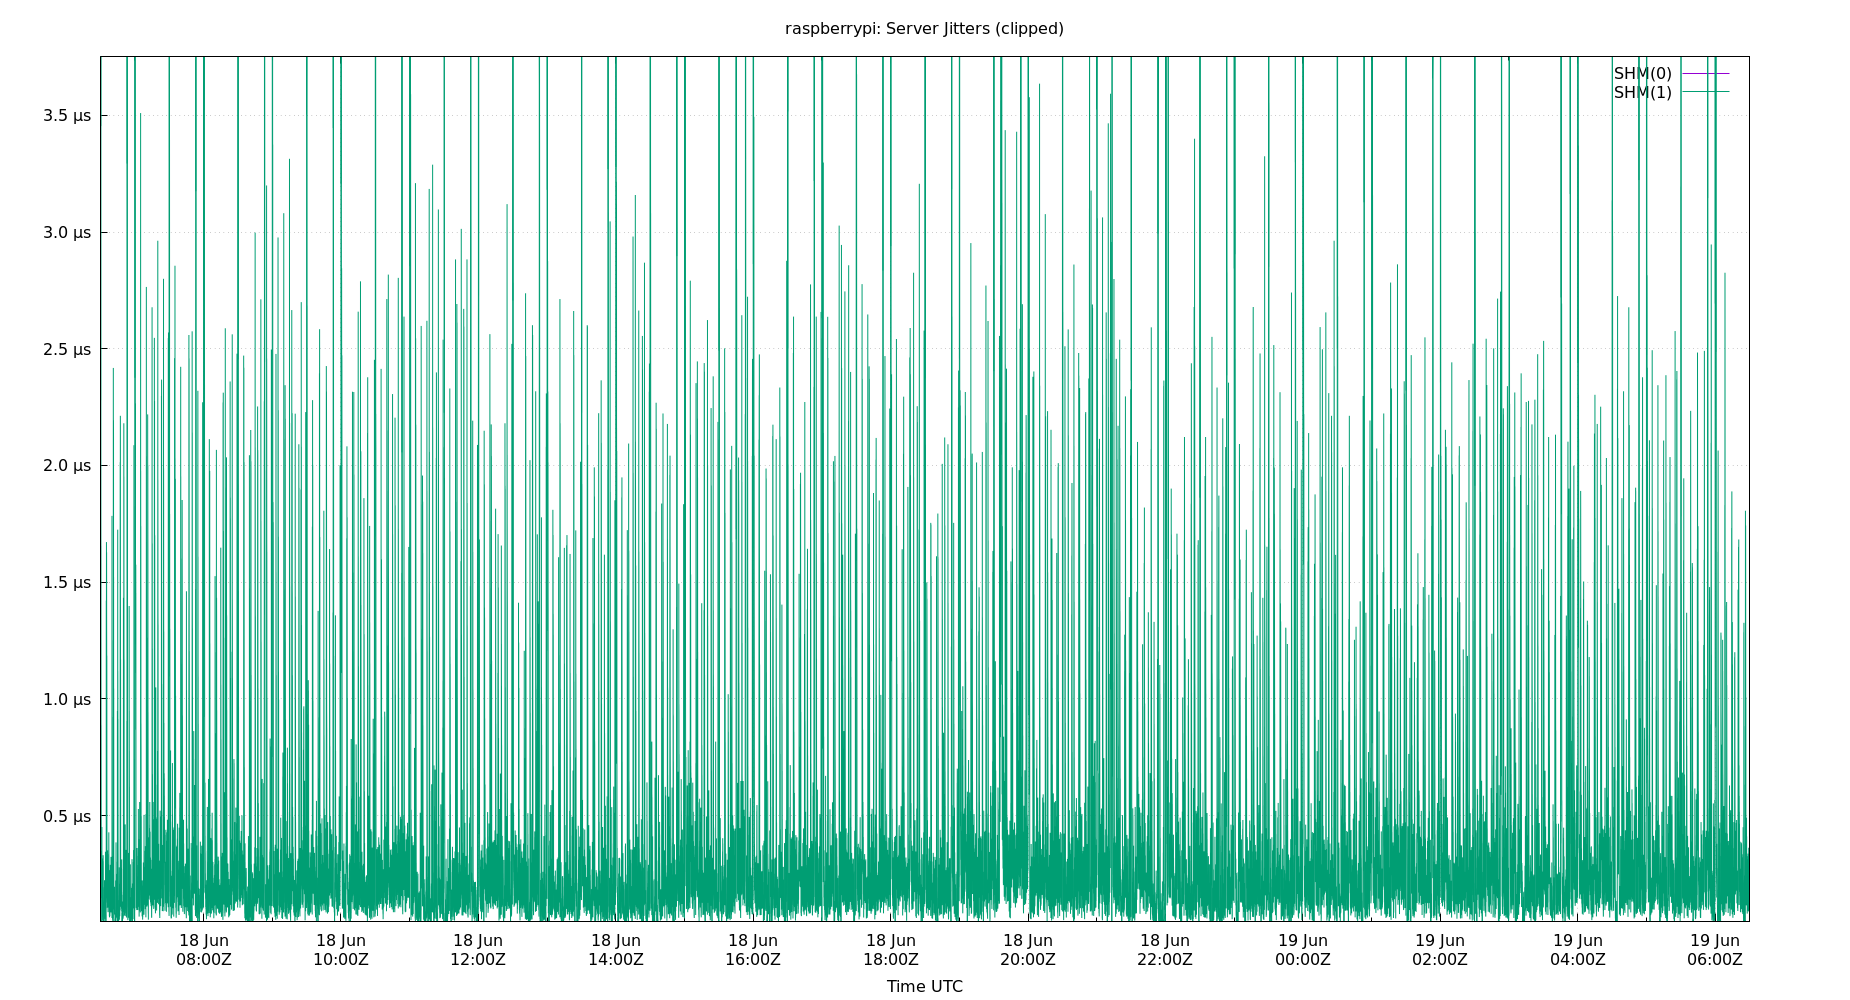 raspberrypi: Server Jitters (clipped)
SHM(0)
SHM(1)
3.5 µs
3.0 µs
2.5 µs
2.0 µs
1.5 µs
1.0 µs
0.5 µs
18 Jun 18 Jun 18 Jun 18 Jun 18 Jun 18 Jun 18 Jun 18 Jun 19 Jun 19 Jun 19 Jun 19 Jun
08:00Z 10:00Z 12:00Z 14:00Z 16:00Z 18:00Z 20:00Z 22:00Z 00:00Z 02:00Z 04:00Z 06:00Z
Time UTC